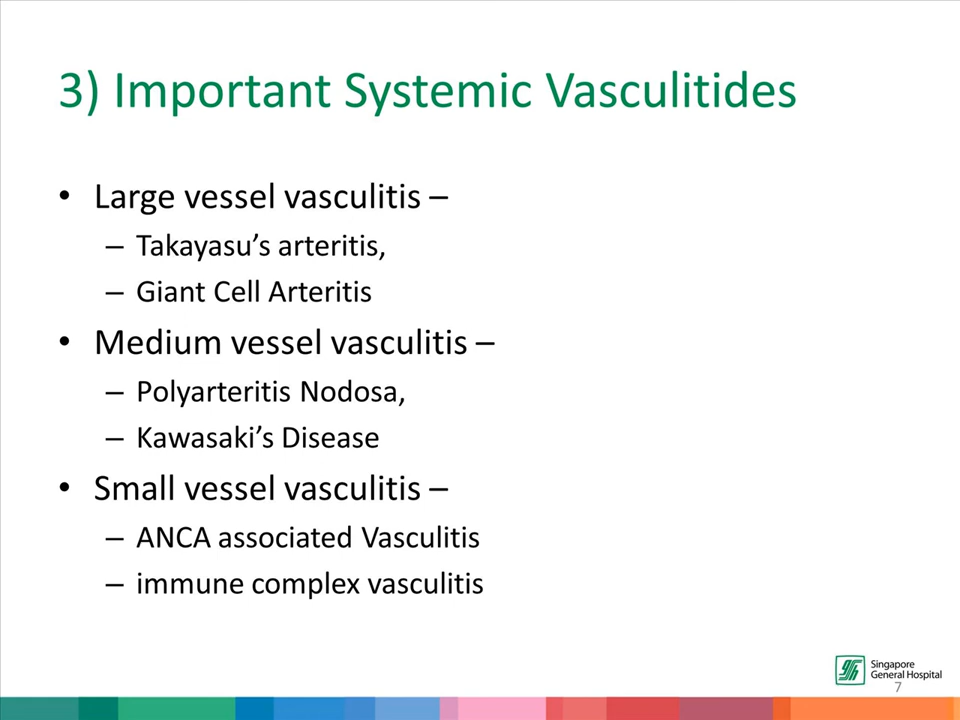 3) Important Systemic Vasculitides
• Large vessel vasculitis –
– Takayasu’s arteritis,
– Giant Cell Arteritis
• Medium vessel vasculitis –
– Polyarteritis Nodosa,
– Kawasaki’s Disease
• Small vessel vasculitis –
– ANCA associated Vasculitis
– immune complex vasculitis
Singapore
General Hospital
7